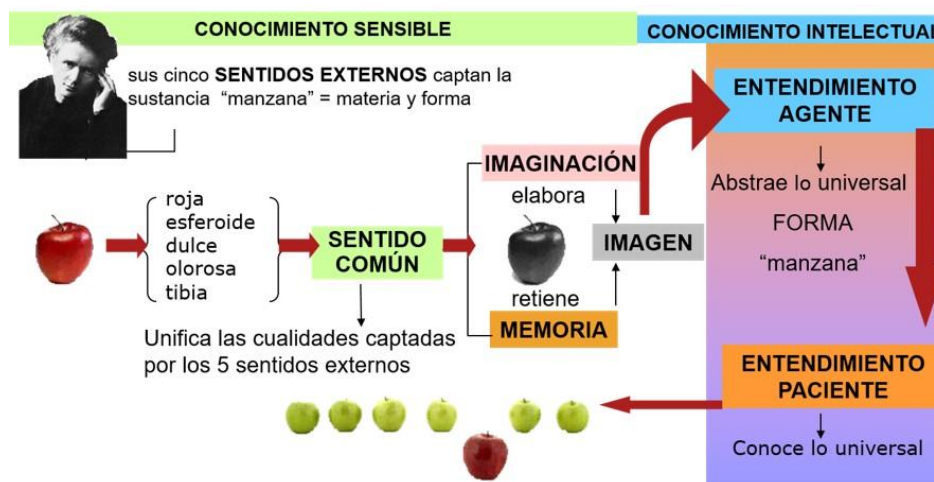 CONOCIMIENTO SENSIBLE
CONOCIMIENTO INTELECTUAL
sus cinco SENTIDOS EXTERNOS captan la
sustancia “manzana” = materia y forma
roja
esferoide
dulce
olorosa
tibia
SENTIDO
COMÚN
Unifica las cualidades captadas
por los 5 sentidos externos
IMAGINACIÓN
elabora
IMAGEN
retiene
MEMORIA
ENTENDIMIENTO
AGENTE
Abstrae lo universal
FORMA
“manzana”
ENTENDIMIENTO
PACIENTE
Conoce lo universal